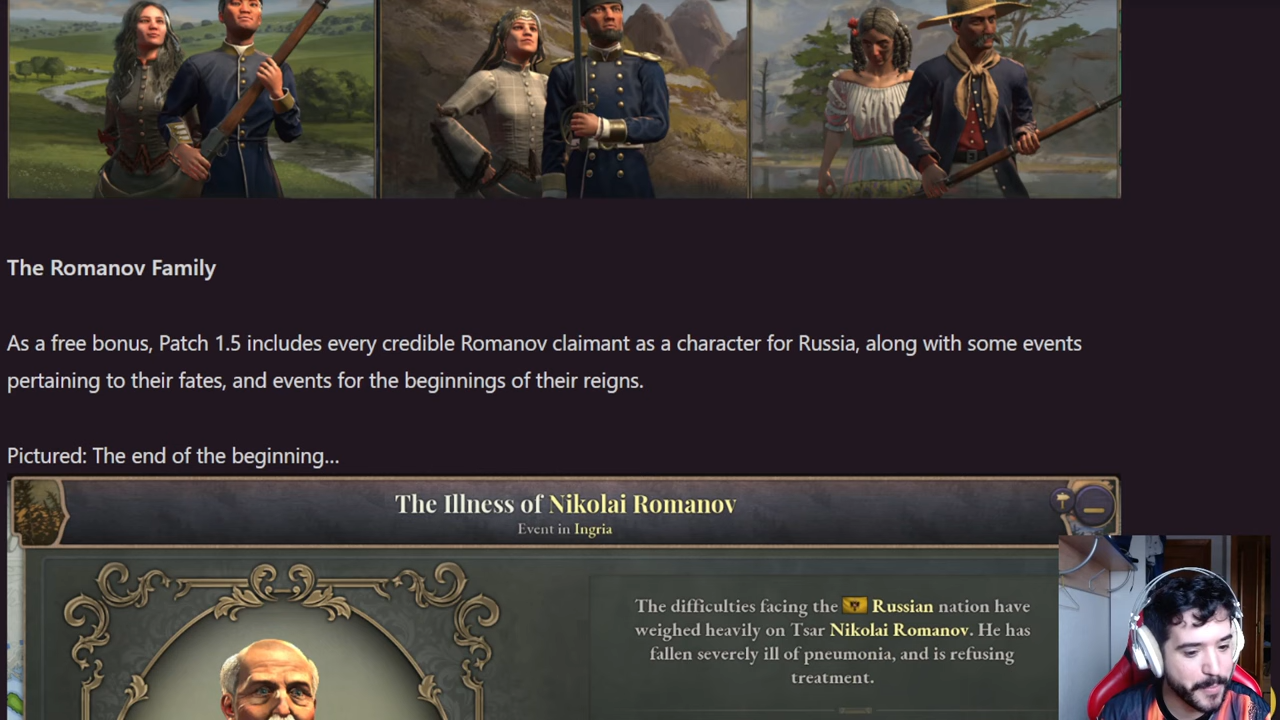 The Romanov Family
As a free bonus, Patch 1.5 includes every credible Romanov claimant as a character for Russia, along with some events
pertaining to their fates, and events for the beginnings of their reigns.
Pictured: The end of the beginning...
The Illness of Nikolai Romanov
Event in Ingria
The difficulties facing the Russian nation have
weighed heavily on Tsar Nikolai Romanov. He has
fallen severely ill of pneumonia, and is refusing
treatment.